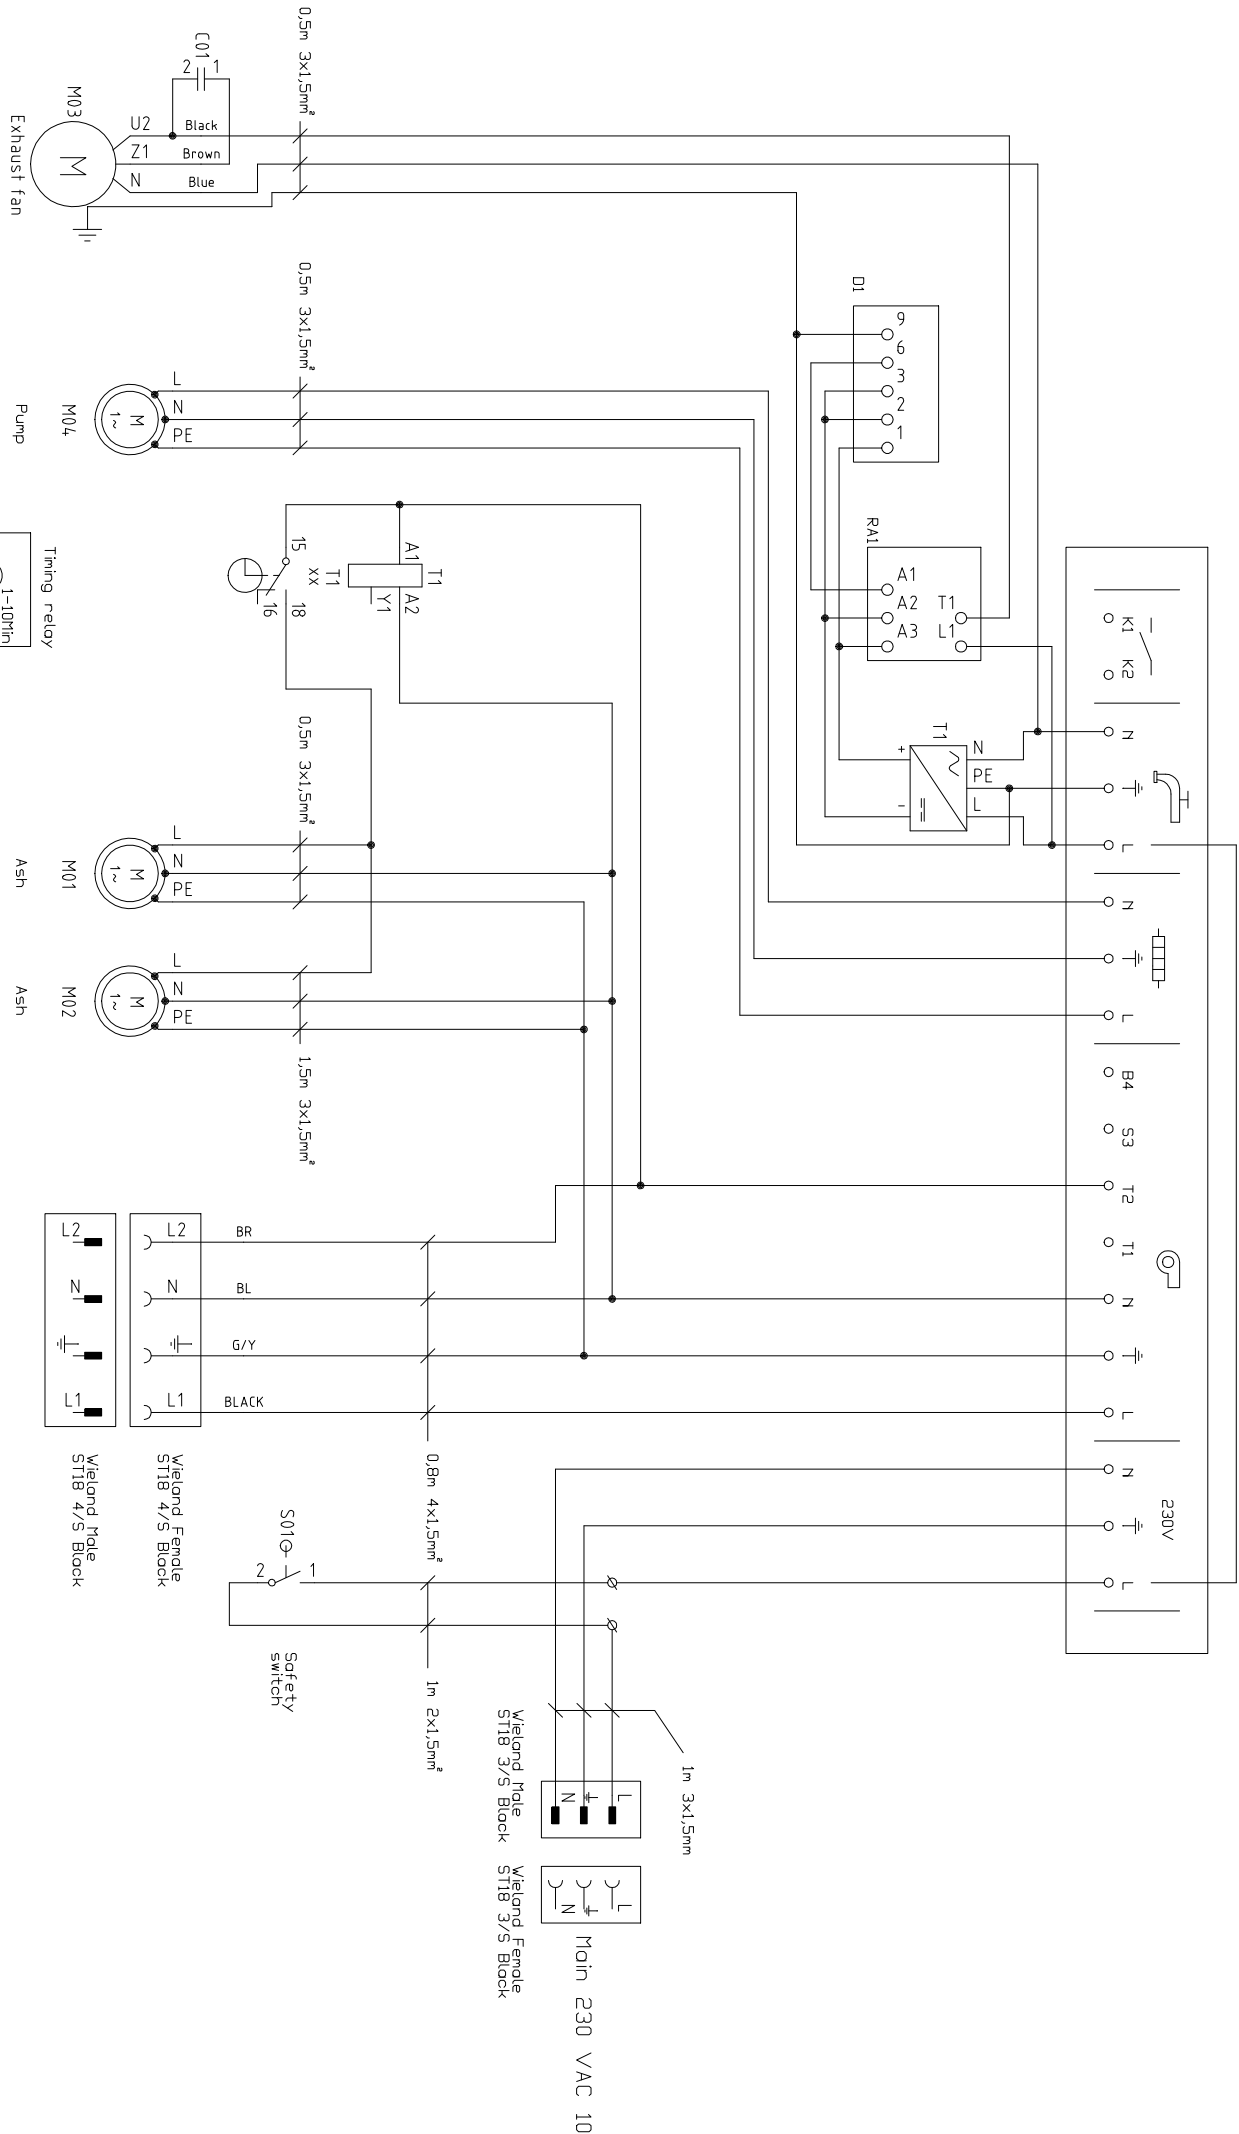 0,5m 3x1,5mm²
C01
2 1
M03
U2 Black
Z1 Brown
N Blue
M
Exhaust fan
D1
9
6
3
2
1
0,5m 3x1,5mm²
L
N
PE
M
1~
M04
Pump
RA1
A1
A2 T1
A3 L1
K1
K2
N
L
T1
N
PE
L
+
-
Timing relay
1-10Min
15
16
18
T1
xx
A1 T1
Y1 A2
0,5m 3x1,5mm²
L
N
PE
M
1~
M01
Ash
L
N
PE
M
1~
M02
Ash
1,5m 3x1,5mm²
N
L
B4
S3
T2
T1
N
L
N
230V
L
L2 L2 BR
N N BL
G/Y
L1 L1 BLACK
Wieland Male
ST18 4/S Black
Wieland Female
ST18 4/S Black
0,8m 4x1,5mm²
S01
2 1
Safety
switch
1m 2x1,5mm²
1m 3x1,5mm
Wieland Male
ST18 3/S Black
N L
Wieland Female
ST18 3/S Black
N L
Main 230 VAC 10